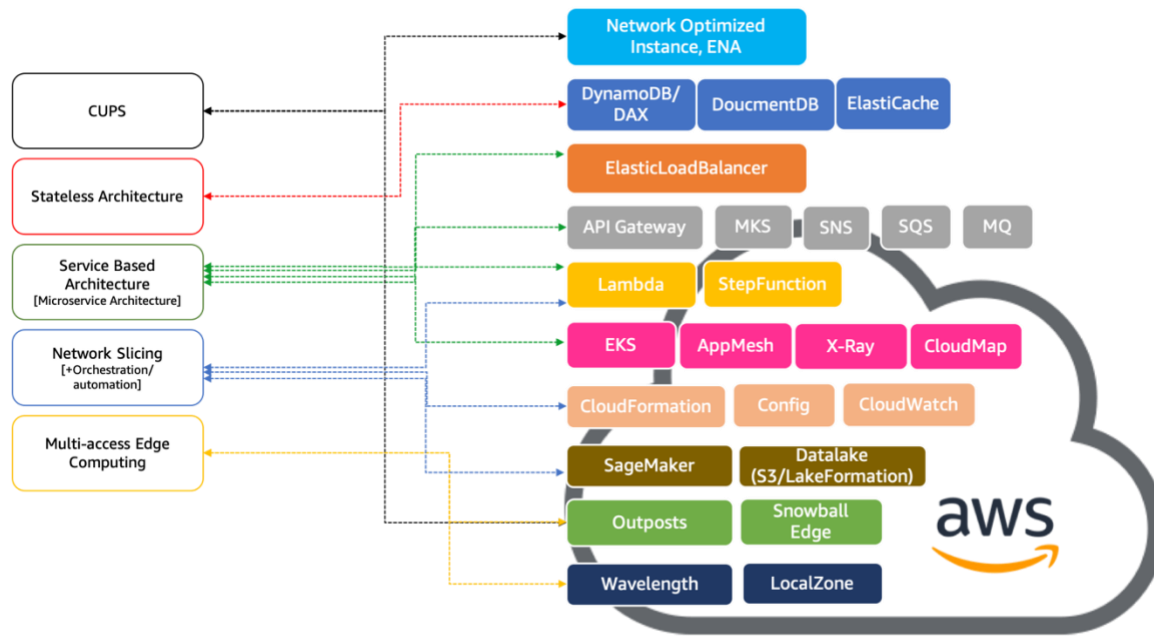 CUPS
Stateless Architecture
Service Based
Architecture
[Microservice Architecture]
Network Slicing
[+Orchestration/
automation]
Multi-access Edge
Computing
Network Optimized
Instance, ENA
DynamoDB/
DAX
DoucmentDB
ElastiCache
ElasticLoadBalancer
API Gateway
MKS
SNS
SQS
MQ
Lambda
StepFunction
EKS
AppMesh
X-Ray
CloudMap
CloudFormation
Config
CloudWatch
SageMaker
Datalake
(S3/LakeFormation)
Outposts
Snowball
Edge
Wavelength
LocalZone
aws